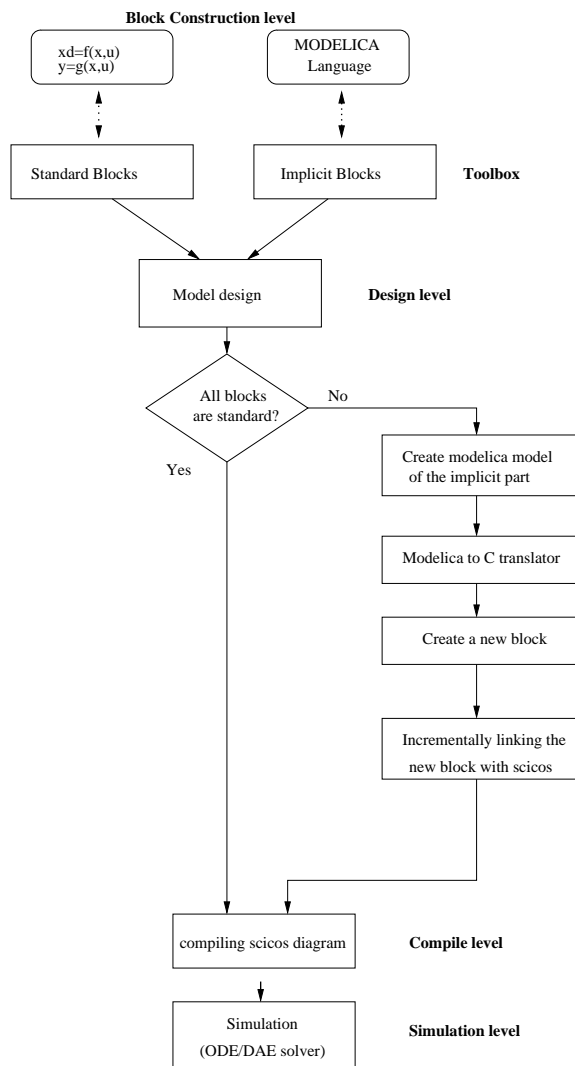 Block Construction level
xd=f(x,u)
y=g(x,u)
MODELICA
Language
Standard Blocks
Implicit Blocks
Toolbox
Model design
Design level
All blocks
are standard?
No
Yes
Create modelica model
of the implicit part
Modelica to C translator
Create a new block
Incrementally linking the
new block with scicos
compiling scicos diagram
Compile level
Simulation
(ODE/DAE solver)
Simulation level